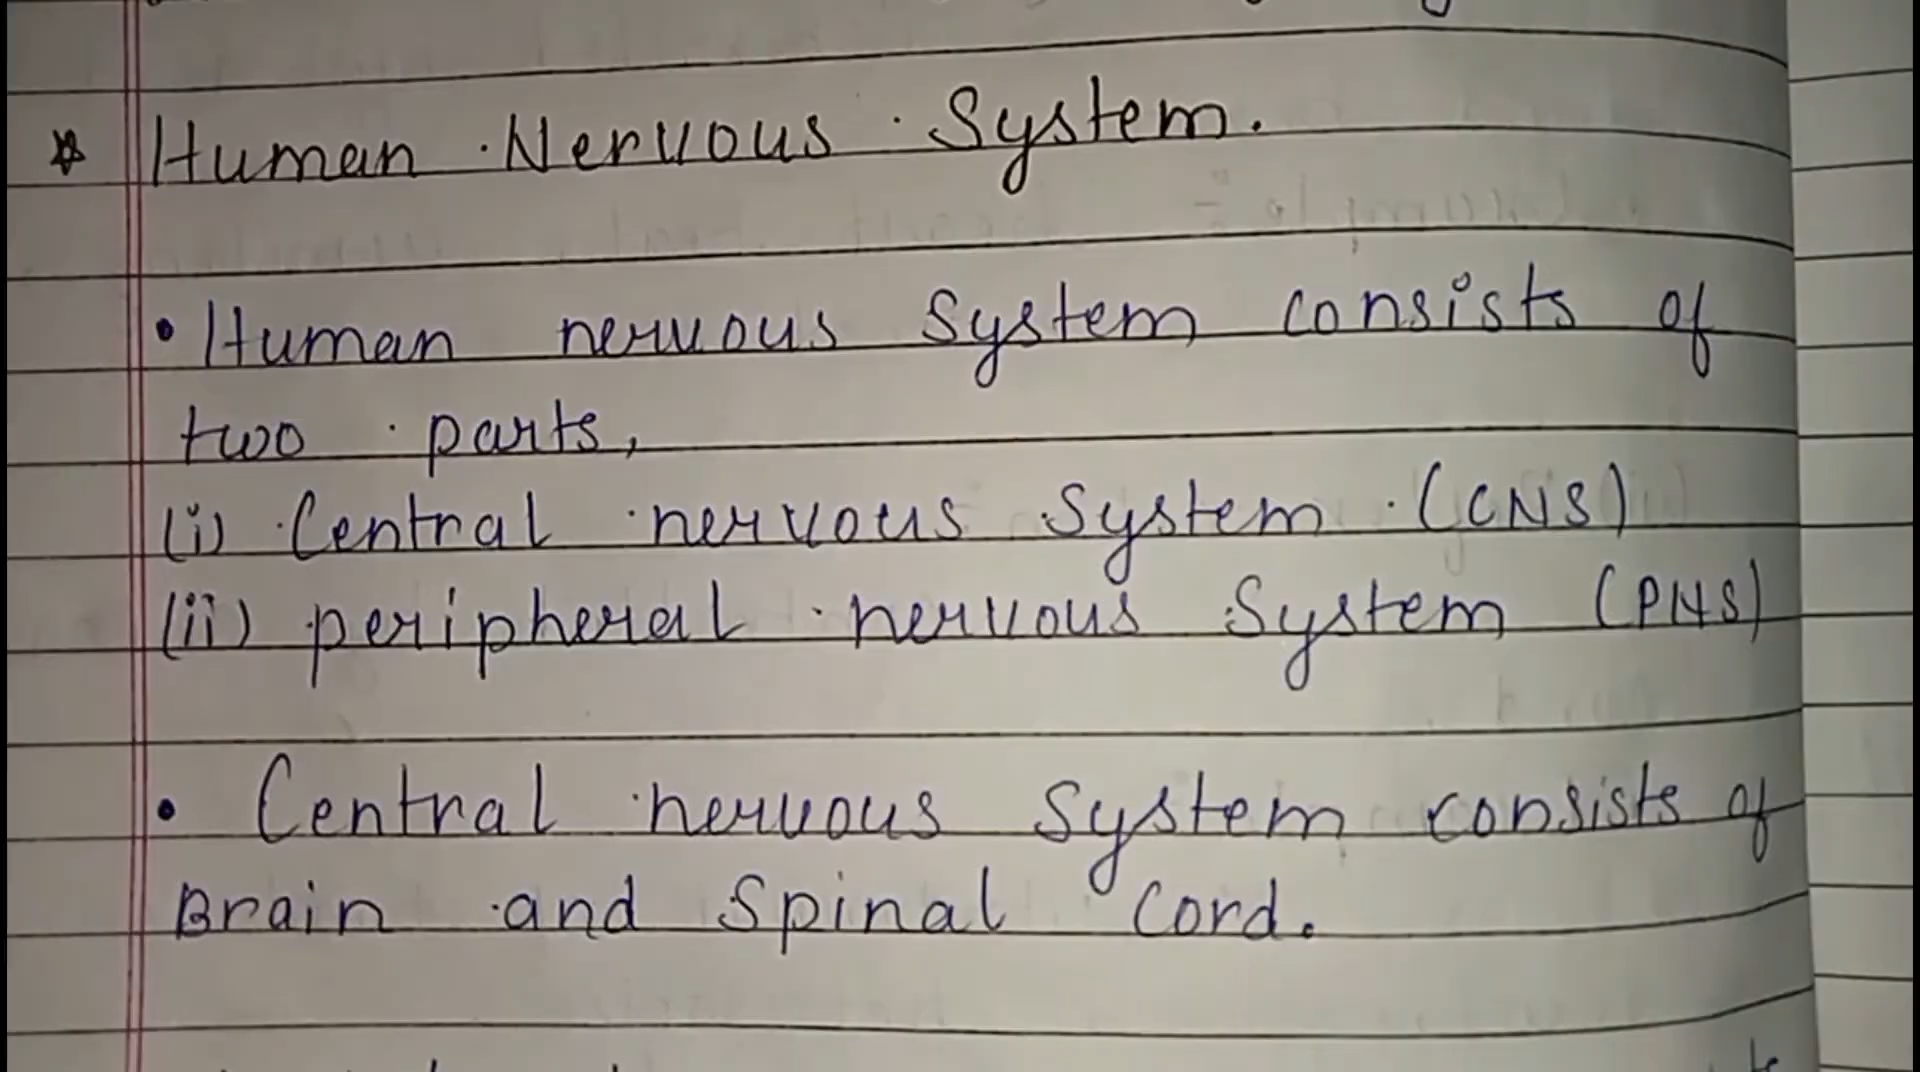 ☆ Human Nervous System.
• Human nervous System consists of
two parts,
(i) Central nervous System (CNS)
(ii) peripheral nervous System (PNS)
• Central nervous System consists of
Brain and Spinal Cord.